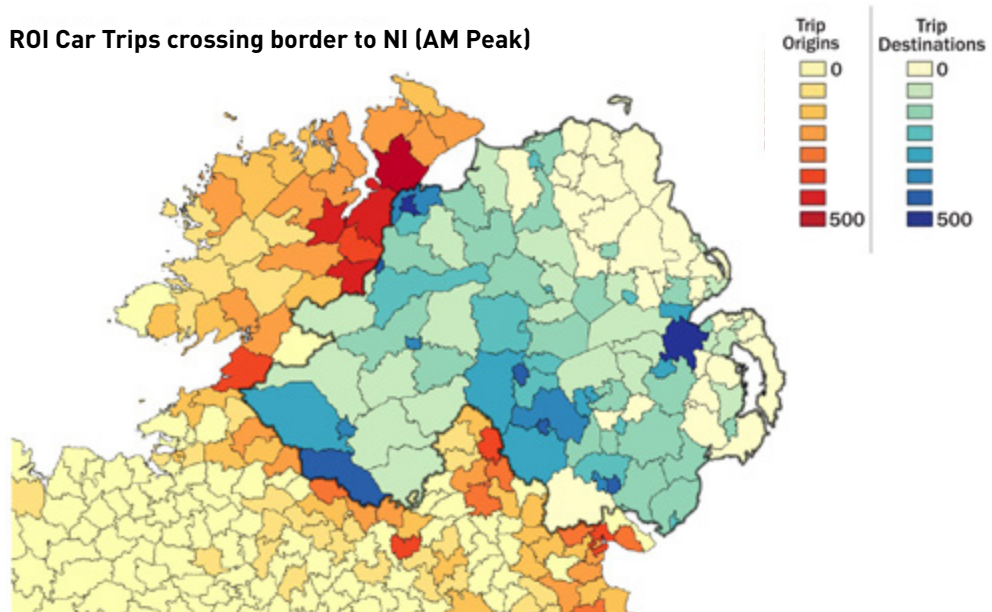 ROI Car Trips crossing border to NI (AM Peak)
Trip
Origins
0
500
Trip
Destinations
0
500